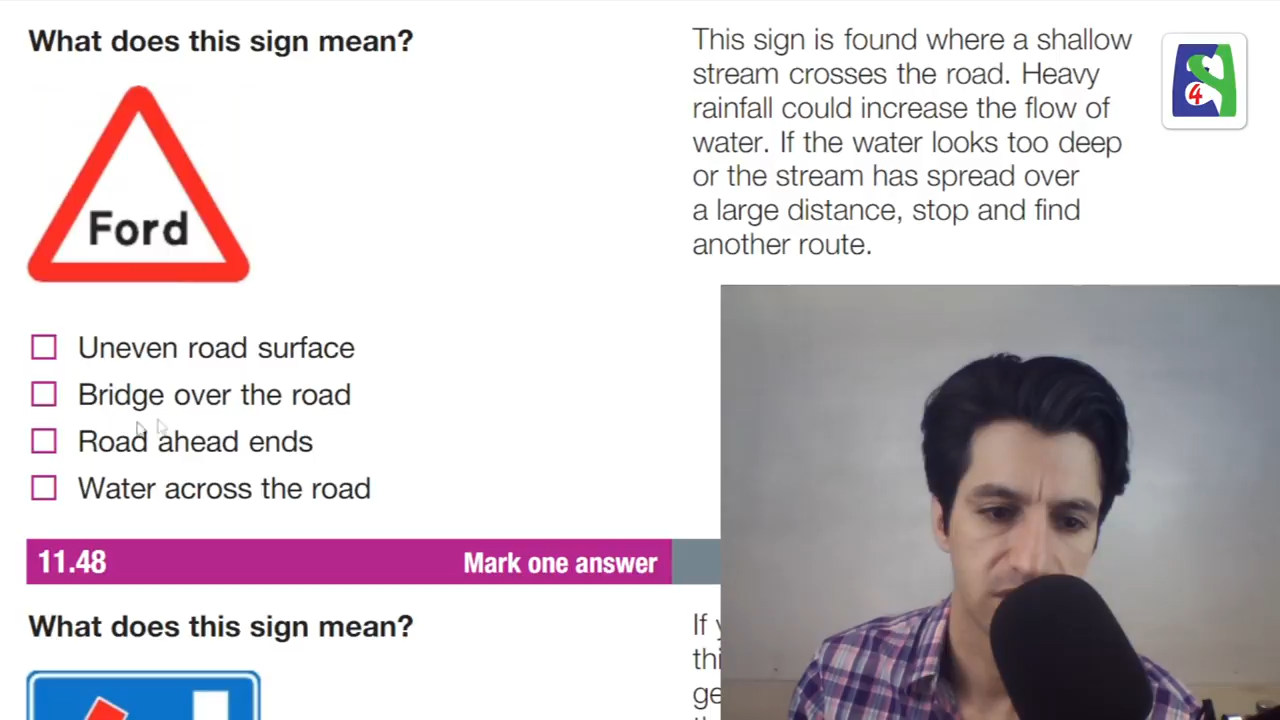 What does this sign mean?
Ford
Uneven road surface
Bridge over the road
Road ahead ends
Water across the road
This sign is found where a shallow
stream crosses the road. Heavy
rainfall could increase the flow of
water. If the water looks too deep
or the stream has spread over
a large distance, stop and find
another route.
4
11.48 Mark one answer
What does this sign mean?
If